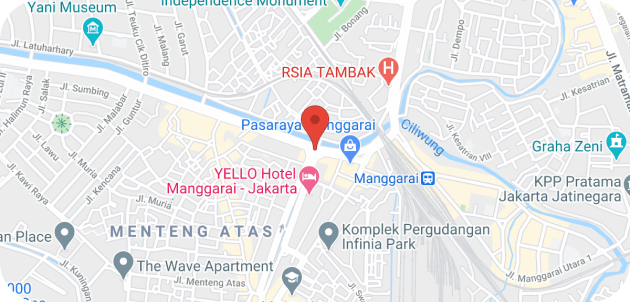 Independence Monument
Yani Museum
Jl. Latuharhary
Jl. Teuku Cik Ditiro
Jl. Malang
Jl. Garut
Jl. Bonang
Jl. Dempo
Jl. Kesatrian
Jl. Matraman
RSIA TAMBAK
Jl. Sumbing
Jl. Halimun Raya
Jl. Salak
Jl. Malabar
Jl. Guntur
Pasaraya Manggarai
Ciliwung
Jl. Kesatrian VIII
Graha Zeni
Jl. Lawu
Jl. Muria
Jl. Kencana
Jl. Kawi Raya
YELLO Hotel
Manggarai - Jakarta
Manggarai
KPP Pratama
Jakarta Jatinegara
Jl. Muria
an Place
MENTENG ATAS
Komplek Pergudangan
Infinia Park
The Wave Apartment
Jl. Menteng Atas
Jl. Kuningan
Jl. Manggarai Utara 1